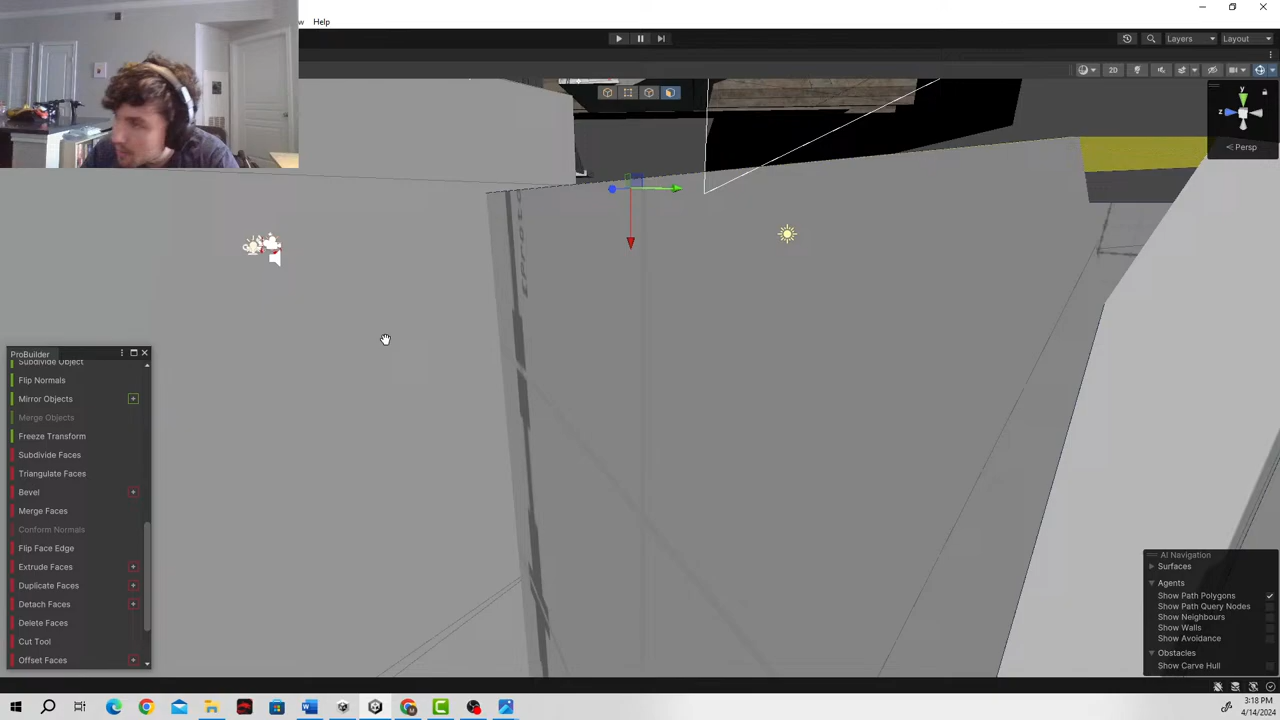 Help
Layers
Layout
2D
y
z
Persp
ProBuilder
Subdivide Object
Flip Normals
Mirror Objects
Merge Objects
Freeze Transform
Subdivide Faces
Triangulate Faces
Bevel
Merge Faces
Conform Normals
Flip Face Edge
Extrude Faces
Duplicate Faces
Detach Faces
Delete Faces
Cut Tool
Offset Faces
AI Navigation
Surfaces
Agents
Show Path Polygons
Show Path Query Nodes
Show Neighbours
Show Walls
Show Avoidance
Obstacles
Show Carve Hull
3:18 PM
4/14/2024